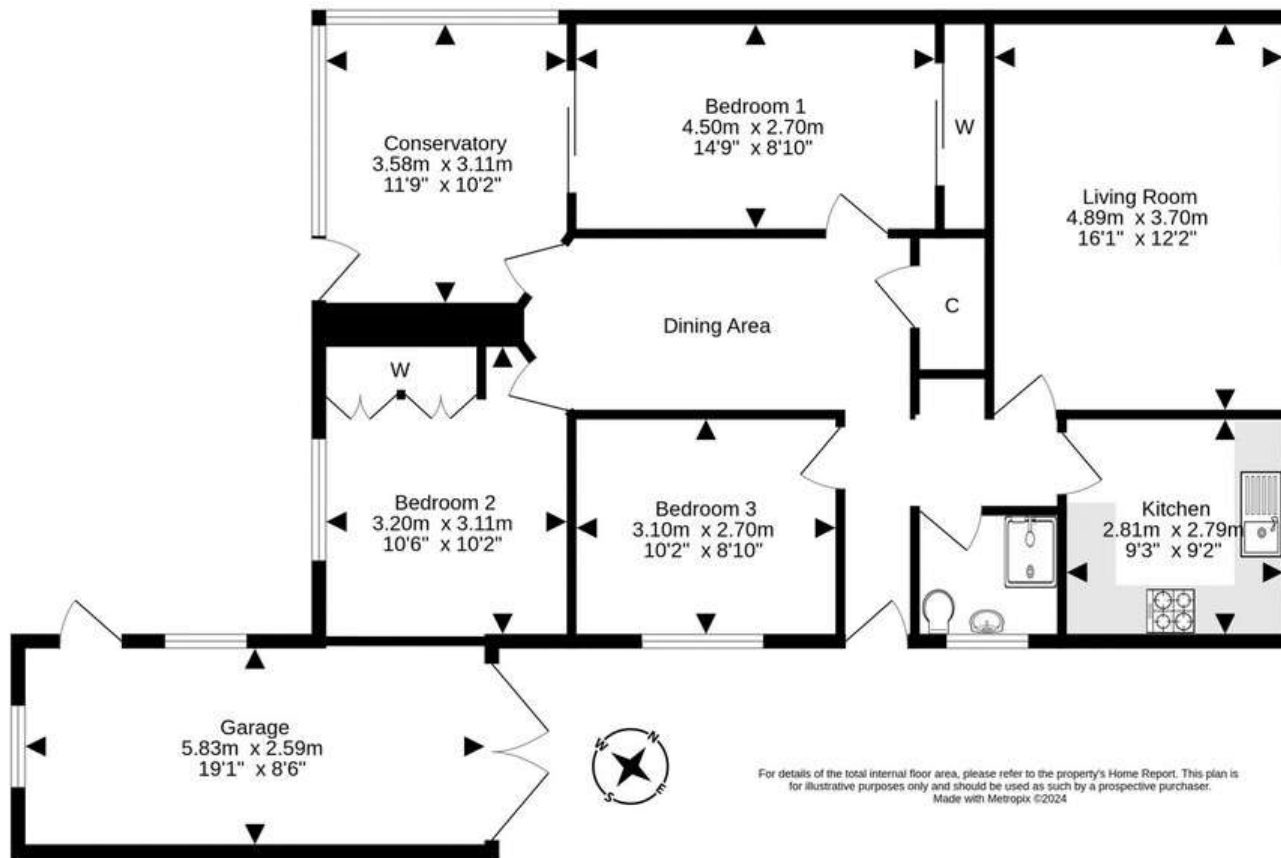 Conservatory
3.58m x 3.11m
11'9" x 10'2"
Bedroom 1
4.50m x 2.70m
14'9" x 8'10"
W
Living Room
4.89m x 3.70m
16'1" x 12'2"
Dining Area
C
W
Bedroom 2
3.20m x 3.11m
10'6" x 10'2"
Bedroom 3
3.10m x 2.70m
10'2" x 8'10"
Kitchen
2.81m x 2.79m
9'3" x 9'2"
Garage
5.83m x 2.59m
19'1" x 8'6"
W
N
S
E
For details of the total internal floor area, please refer to the property's Home Report. This plan is
for illustrative purposes only and should be used as such by a prospective purchaser.
Made with Metropix ©2024